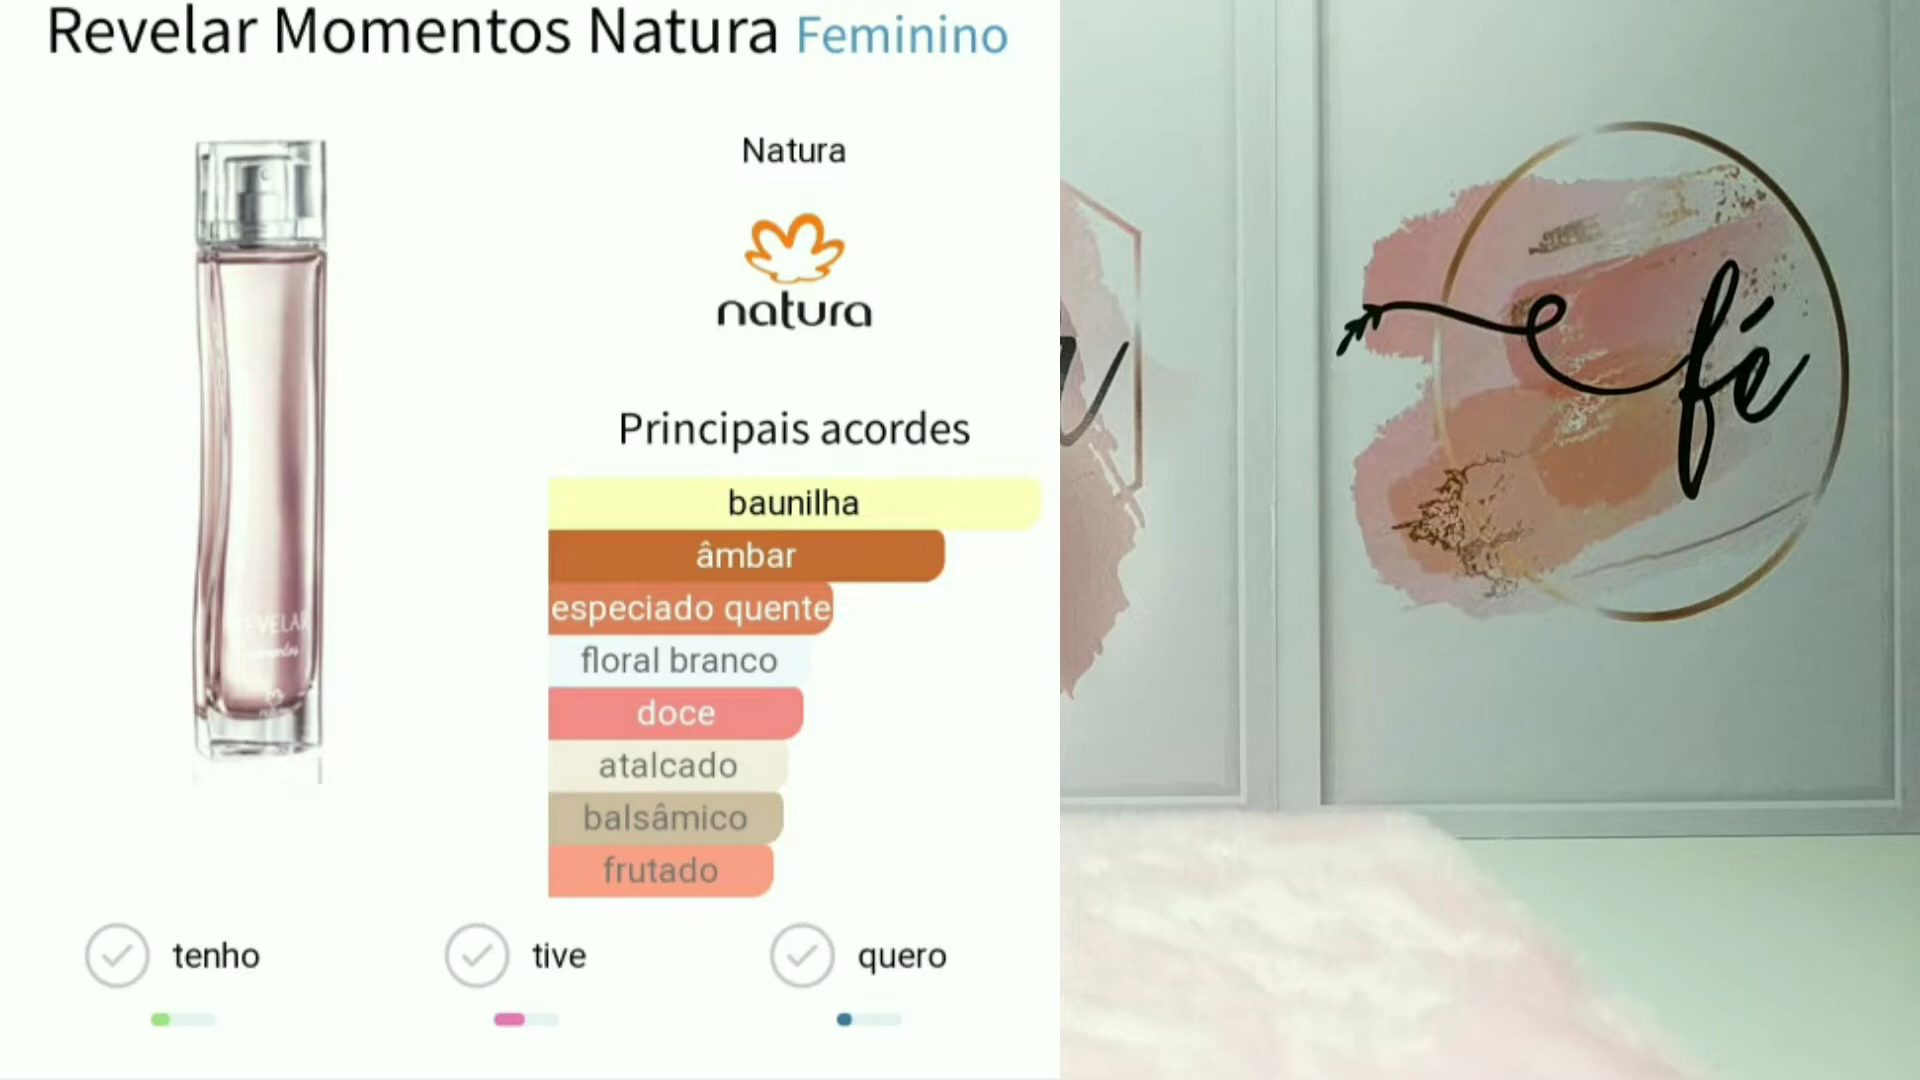 Revelar Momentos Natura Feminino
Natura
natura
Principais acordes
baunilha
âmbar
especiado quente
floral branco
doce
atalcado
balsâmico
frutado
tenho
tive
quero
fé